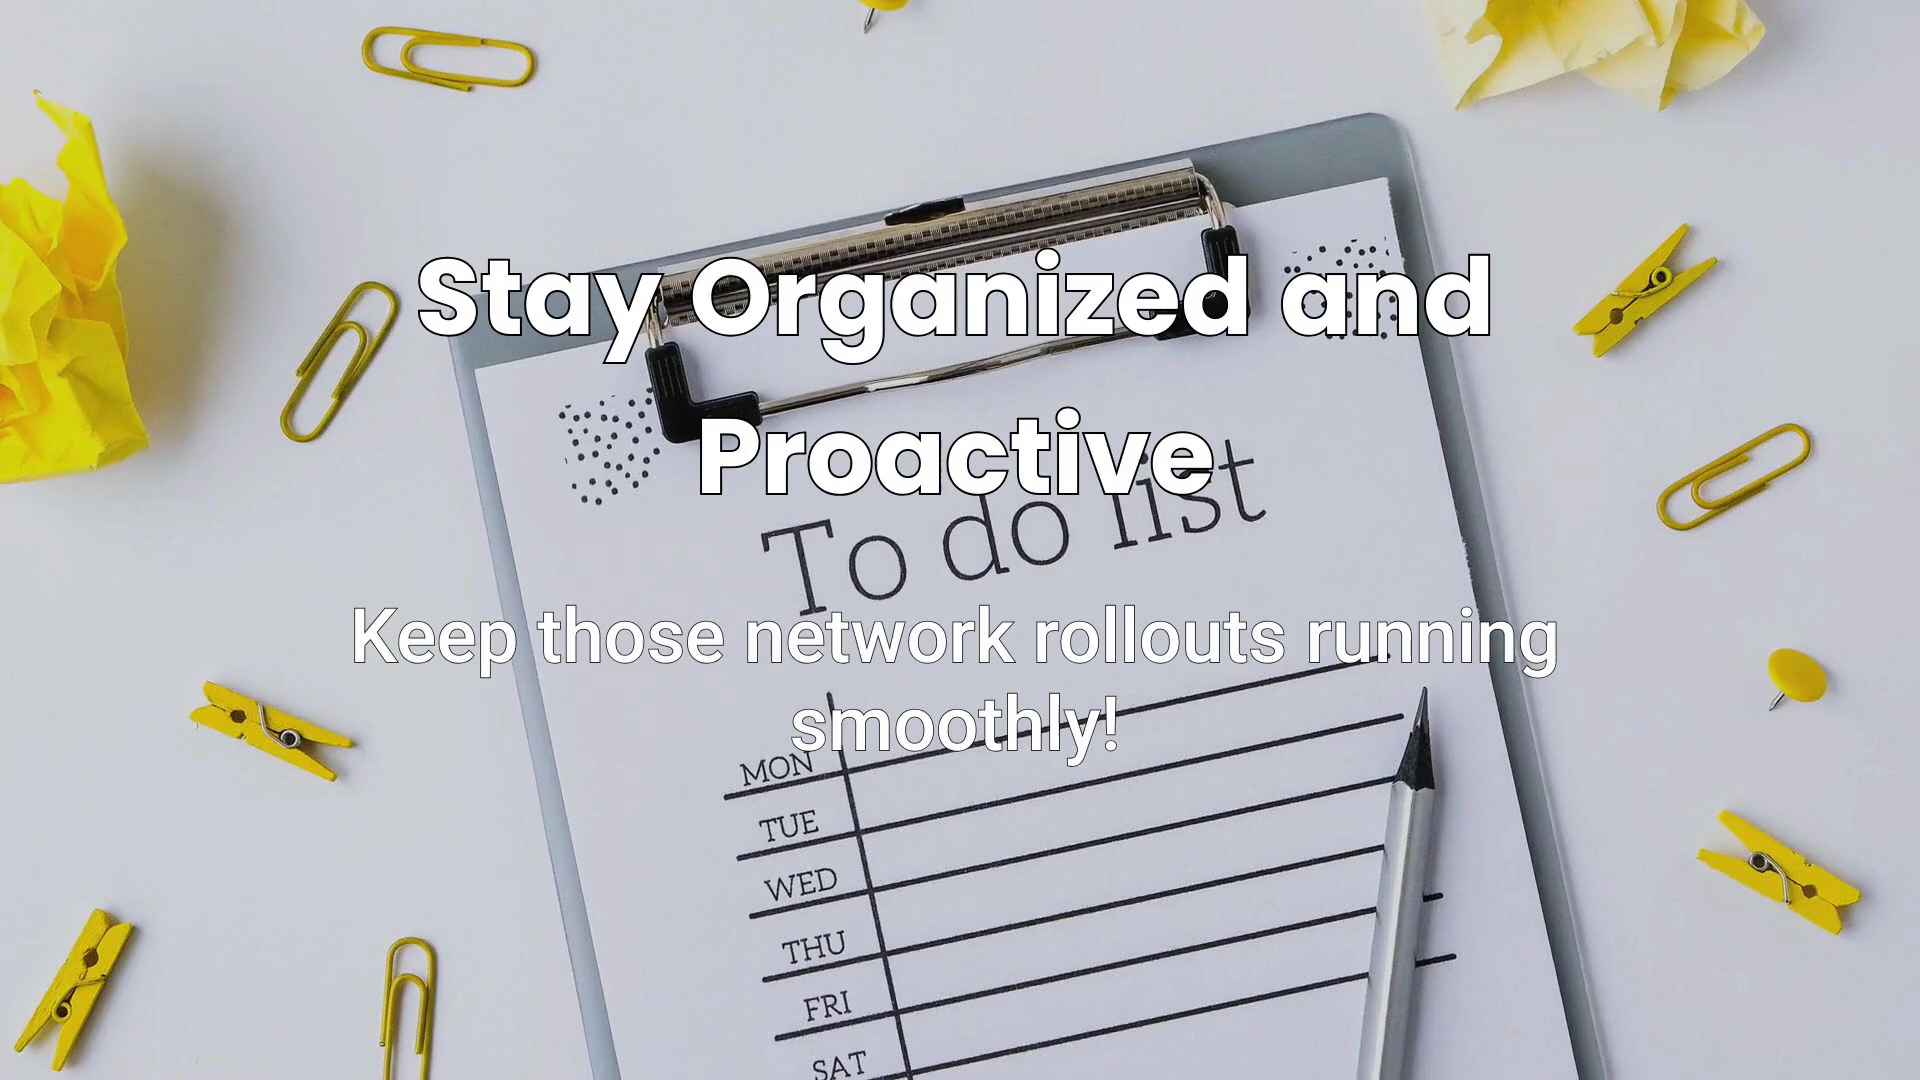 Stay Organized and
Proactive
To do list
Keep those network rollouts running
smoothly!
MON
TUE
WED
THU
FRI
SAT